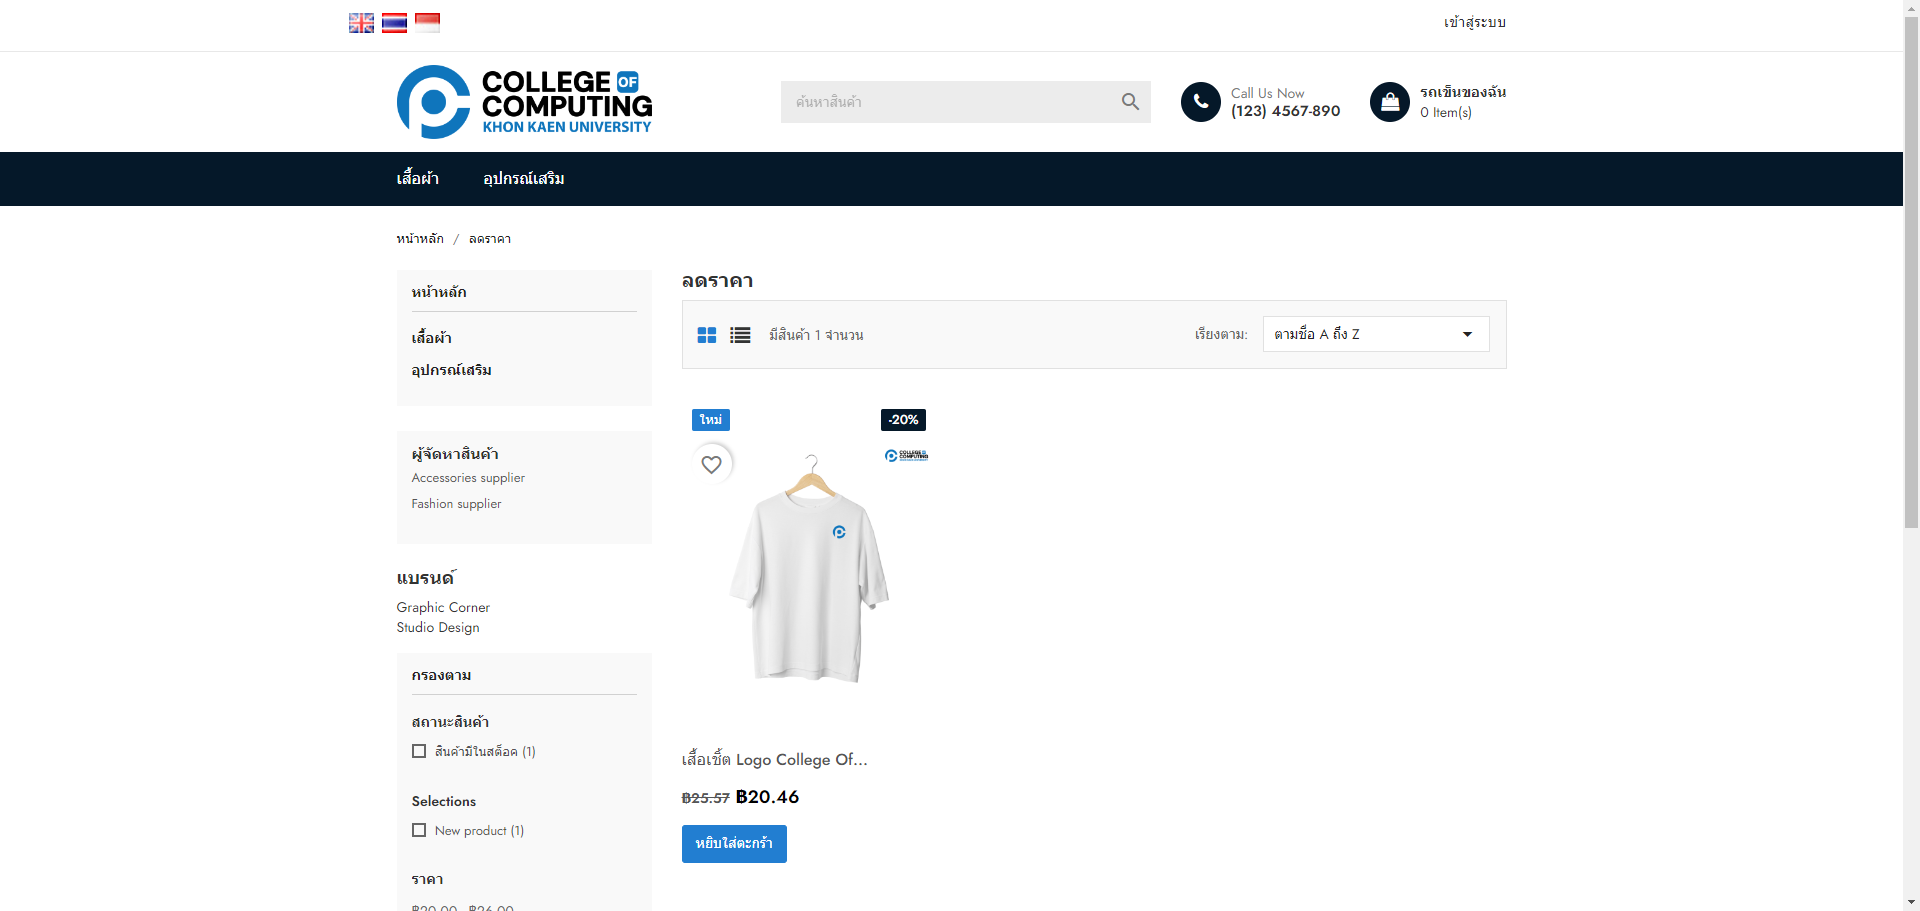 เข้าสู่ระบบ
COLLEGE OF
COMPUTING
KHON KAEN UNIVERSITY
ค้นหาสินค้า
Call Us Now
(123) 4567-890
รถเข็นของฉัน
0 Item(s)
เสื้อผ้า
อุปกรณ์เสริม
หน้าหลัก / ลดราคา
หน้าหลัก
เสื้อผ้า
อุปกรณ์เสริม
ผู้จัดหาสินค้า
Accessories supplier
Fashion supplier
แบรนด์
Graphic Corner
Studio Design
กรองตาม
สถานะสินค้า
สินค้ามีในสต็อค (1)
Selections
New product (1)
ราคา
฿20.00 - ฿26.00
ลดราคา
มีสินค้า 1 จำนวน
เรียงตาม:
ตามชื่อ A ถึง Z
ใหม่
-20%
COLLEGE OF
COMPUTING
เสื้อเชิ้ต Logo College Of...
฿25.57 ฿20.46
หยิบใส่ตะกร้า